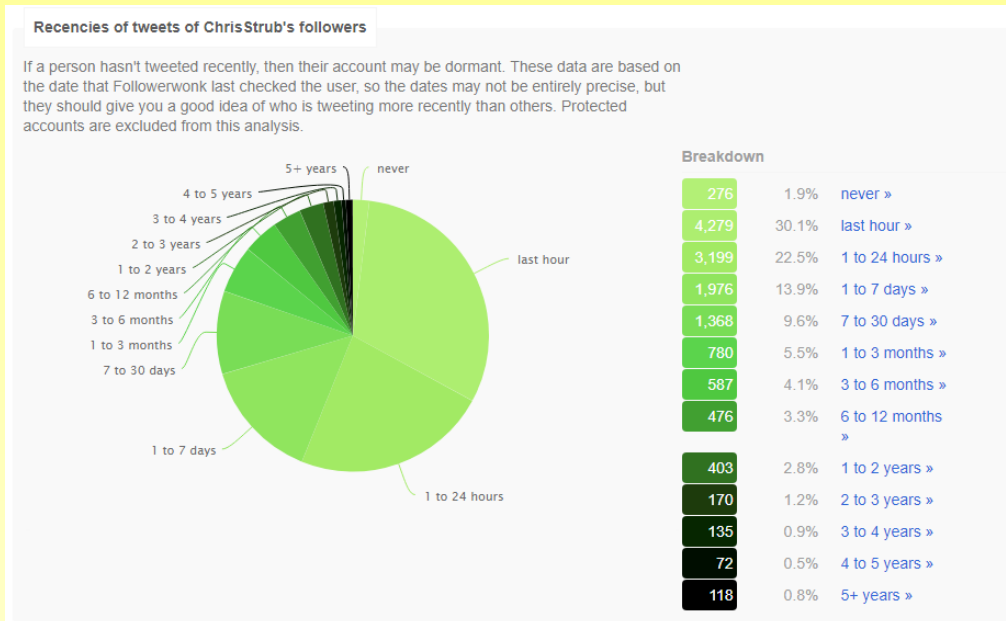 Recencies of tweets of ChrisStrub's followers
If a person hasn't tweeted recently, then their account may be dormant. These data are based on
the date that Followerwonk last checked the user, so the dates may not be entirely precise, but
they should give you a good idea of who is tweeting more recently than others. Protected
accounts are excluded from this analysis.
5+ years
never
4 to 5 years
3 to 4 years
2 to 3 years
1 to 2 years
6 to 12 months
3 to 6 months
1 to 3 months
7 to 30 days
1 to 7 days
last hour
1 to 24 hours
Breakdown
276 1.9% never »
4,279 30.1% last hour »
3,199 22.5% 1 to 24 hours »
1,976 13.9% 1 to 7 days »
1,368 9.6% 7 to 30 days »
780 5.5% 1 to 3 months »
587 4.1% 3 to 6 months »
476 3.3% 6 to 12 months
»
403 2.8% 1 to 2 years »
170 1.2% 2 to 3 years »
135 0.9% 3 to 4 years »
72 0.5% 4 to 5 years »
118 0.8% 5+ years »